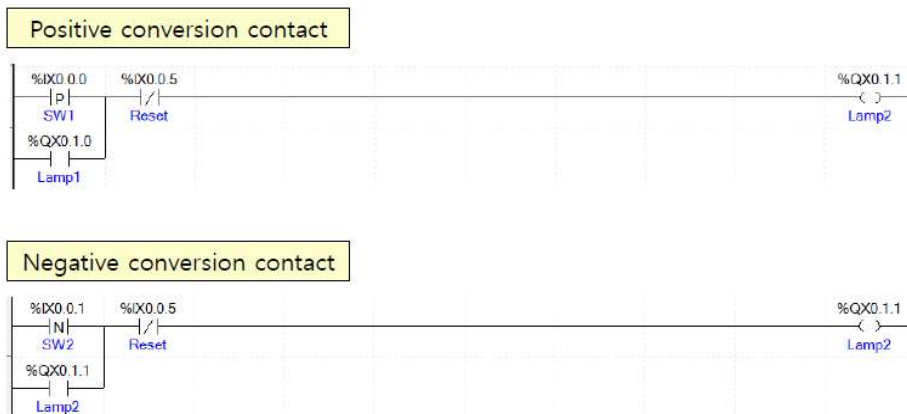 Positive conversion contact
%IX0.0.0 %IX0.0.5 %QX0.1.1
P /
SW1 Reset Lamp2
%QX0.1.0
Lamp1
Negative conversion contact
%IX0.0.1 %IX0.0.5 %QX0.1.1
N /
SW2 Reset Lamp2
%QX0.1.1
Lamp2